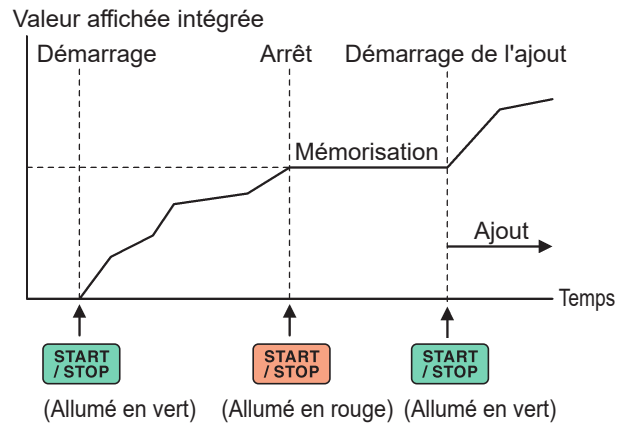 Valeur affichée intégrée
Démarrage
Arrêt
Démarrage de l'ajout
Mémorisation
Ajout
Temps
START
/ STOP
START
/ STOP
START
/ STOP
(Allumé en vert)
(Allumé en rouge)
(Allumé en vert)